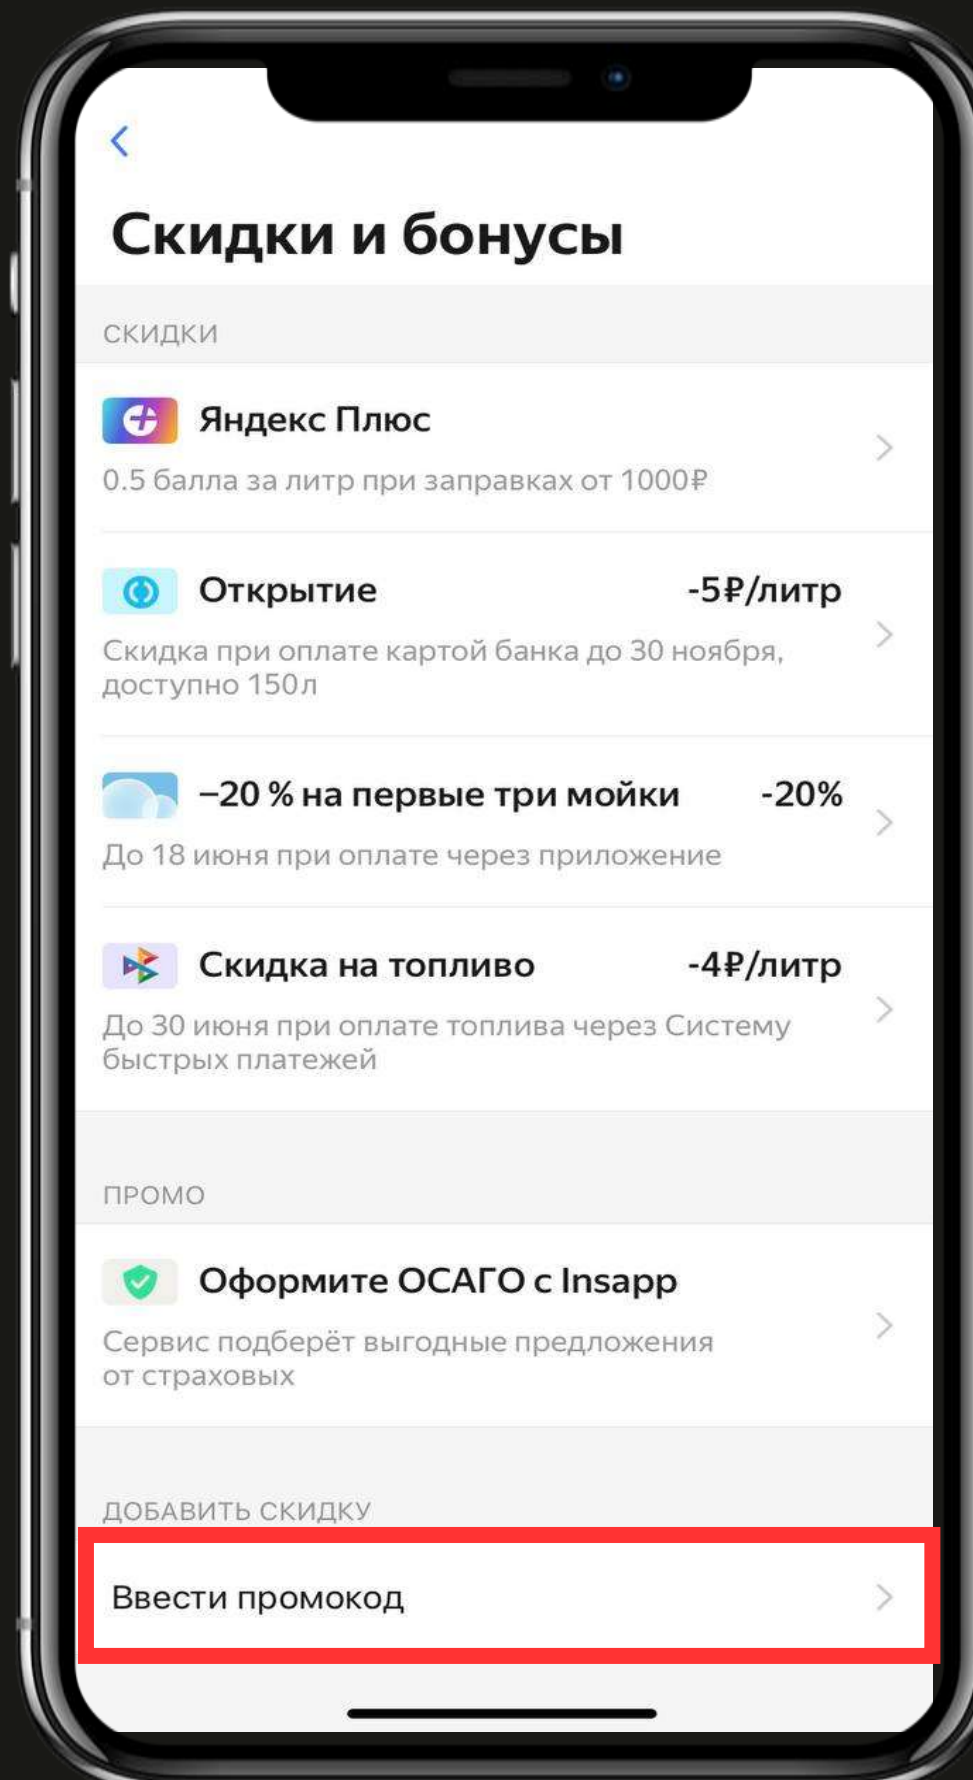 Скидки и бонусы
СКИДКИ
Яндекс Плюс
0.5 балла за литр при заправках от 1000₽
Открытие -5₽/литр
Скидка при оплате картой банка до 30 ноября,
доступно 150 л
–20 % на первые три мойки -20%
До 18 июня при оплате через приложение
Скидка на топливо -4₽/литр
До 30 июня при оплате топлива через Систему
быстрых платежей
ПРОМО
Оформите ОСАГО с Insapp
Сервис подберёт выгодные предложения
от страховых
ДОБАВИТЬ СКИДКУ
Ввести промокод